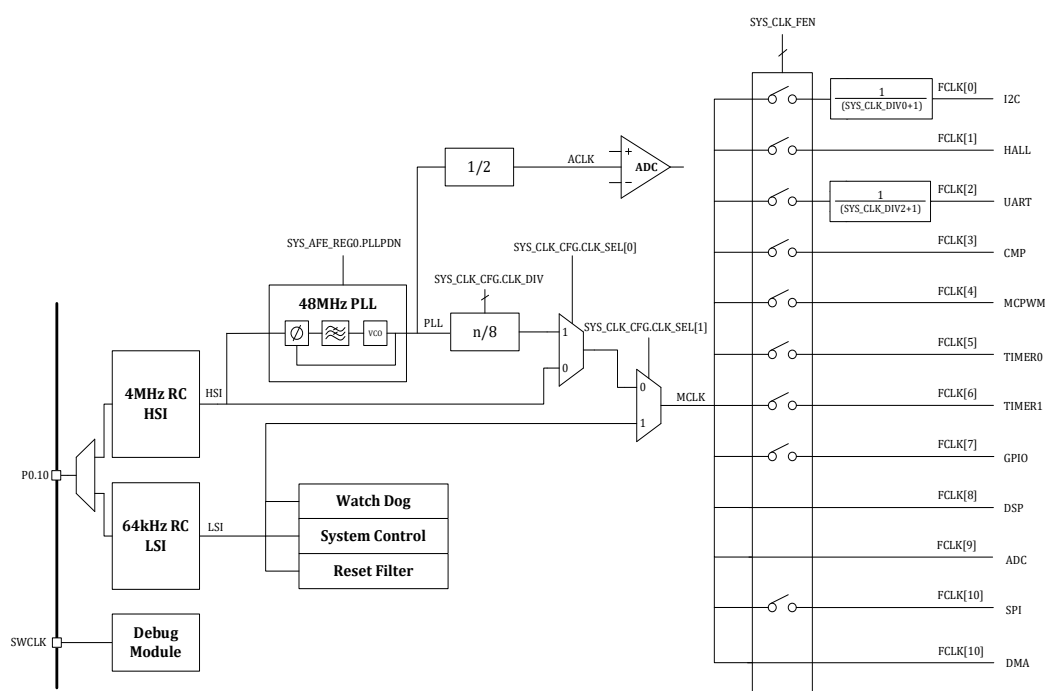 SYS_CLK_FEN
FCLK[0]
1
(SYS_CLK_DIV0+1)
I2C
FCLK[1]
HALL
1/2
ACLK
+
−
ADC
FCLK[2]
1
(SYS_CLK_DIV2+1)
UART
SYS_AFE_REG0.PLLPDN
SYS_CLK_CFG.CLK_SEL[0]
FCLK[3]
CMP
SYS_CLK_CFG.CLK_DIV
48MHz PLL
FCLK[4]
MCPWM
Ø
VCO
PLL
n/8
1
SYS_CLK_CFG.CLK_SEL[1]
FCLK[5]
TIMER0
0
4MHz RC
HSI
HSI
0
1
MCLK
FCLK[6]
TIMER1
FCLK[7]
GPIO
P0.10
64kHz RC
LSI
LSI
Watch Dog
System Control
Reset Filter
FCLK[8]
DSP
FCLK[9]
ADC
FCLK[10]
SPI
SWCLK
Debug
Module
FCLK[10]
DMA